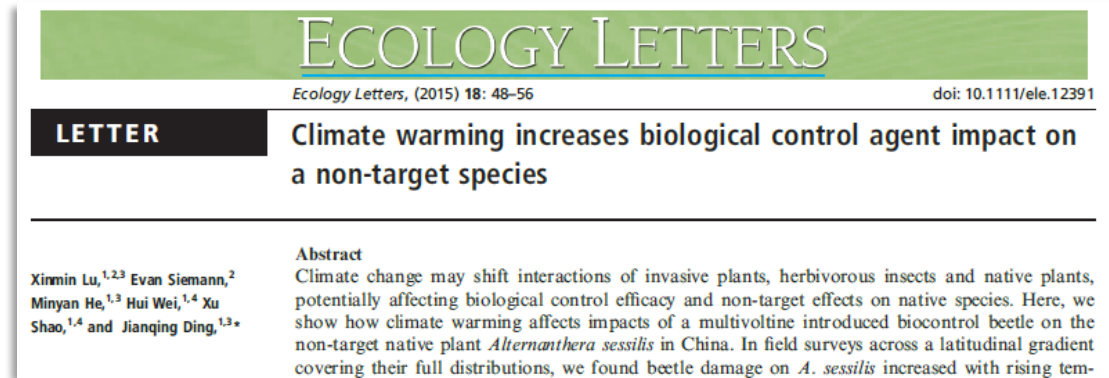 ECOLOGY LETTERS
Ecology Letters, (2015) 18: 48–56
doi: 10.1111/ele.12391
LETTER
Climate warming increases biological control agent impact on
a non-target species
Xinmin Lu,1,2,3 Evan Siemann,2
Minyan He,1,3 Hui Wei,1,4 Xu
Shao,1,4 and Jianqing Ding,1,3*
Abstract
Climate change may shift interactions of invasive plants, herbivorous insects and native plants,
potentially affecting biological control efficacy and non-target effects on native species. Here, we
show how climate warming affects impacts of a multivoltine introduced biocontrol beetle on the
non-target native plant Alternanthera sessilis in China. In field surveys across a latitudinal gradient
covering their full distributions, we found beetle damage on A. sessilis increased with rising tem-